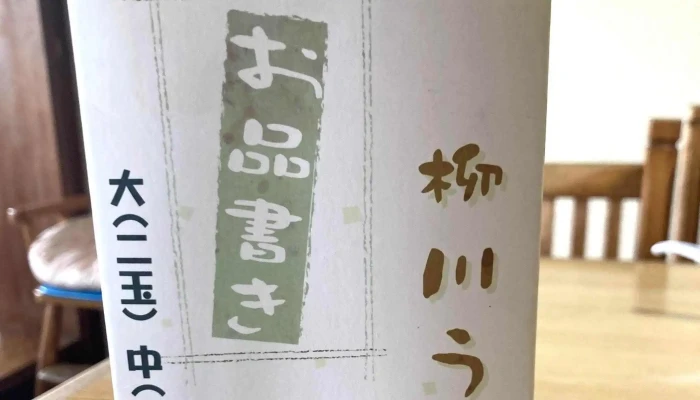 柳川う
お品書き
大(二玉) 中(